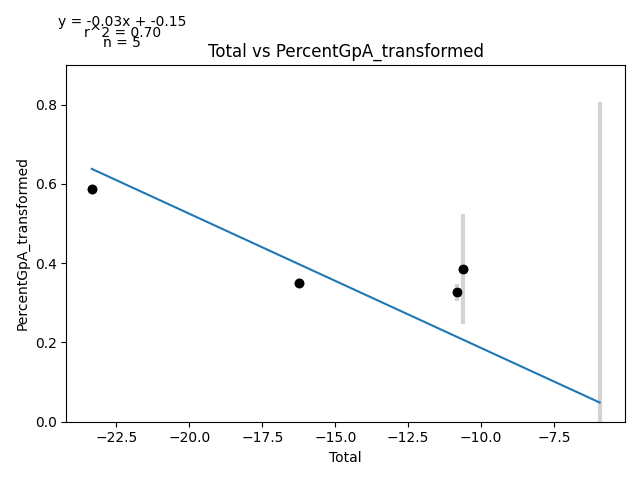 y = -0.03x + -0.15
r^2 = 0.70
n = 5
Total vs PercentGpA_transformed
0.8
0.6
0.4
0.2
0.0
PercentGpA_transformed
−22.5 −20.0 −17.5 −15.0 −12.5 −10.0 −7.5
Total